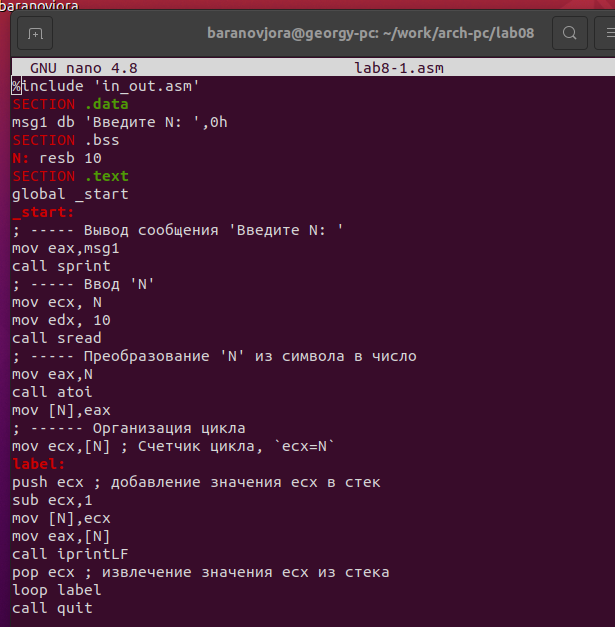 baranovjora
baranovjora@georgy-pc: ~/work/arch-pc/lab08
GNU nano 4.8 lab8-1.asm
%include 'in_out.asm'
SECTION .data
msg1 db 'Введите N: ',0h
SECTION .bss
N: resb 10
SECTION .text
global _start
_start:
; ----- Вывод сообщения 'Введите N: '
mov eax,msg1
call sprint
; ----- Ввод 'N'
mov ecx, N
mov edx, 10
call sread
; ----- Преобразование 'N' из символа в число
mov eax,N
call atoi
mov [N],eax
; ------ Организация цикла
mov ecx,[N] ; Счетчик цикла, `ecx=N`
label:
push ecx ; добавление значения ecx в стек
sub ecx,1
mov [N],ecx
mov eax,[N]
call iprintLF
pop ecx ; извлечение значения ecx из стека
loop label
call quit